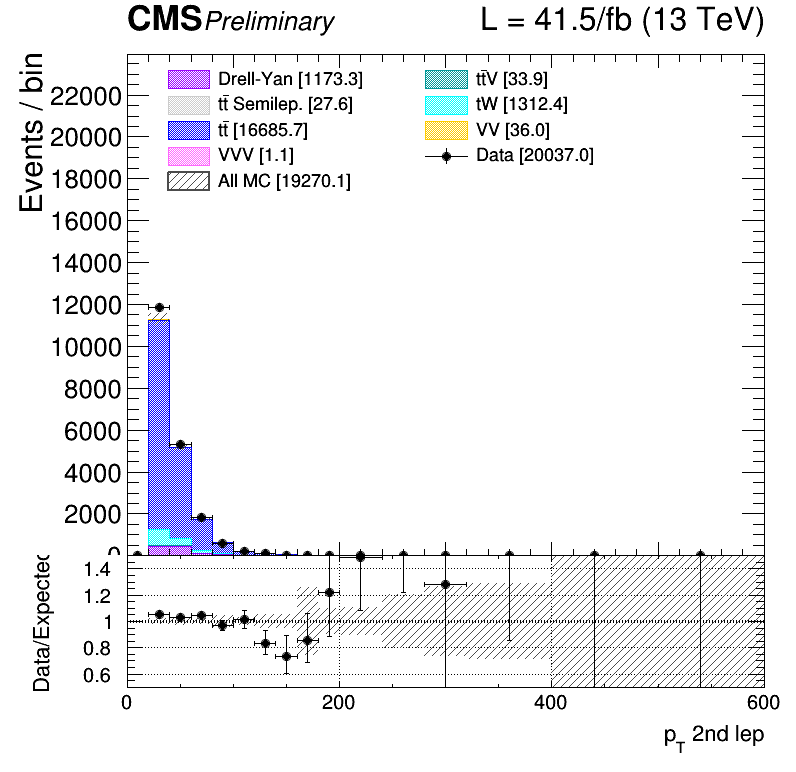 CMS Preliminary L = 41.5/fb (13 TeV)
Events / bin
Drell-Yan [1173.3]
tt̄ Semilep. [27.6]
tt̄ [16685.7]
VVV [1.1]
All MC [19270.1]
tt̄V [33.9]
tW [1312.4]
VV [36.0]
Data [20037.0]
22000
20000
18000
16000
14000
12000
10000
8000
6000
4000
2000
0
Data/Expected
1.4
1.2
1
0.8
0.6
0 200 400 600
p_T 2nd lep